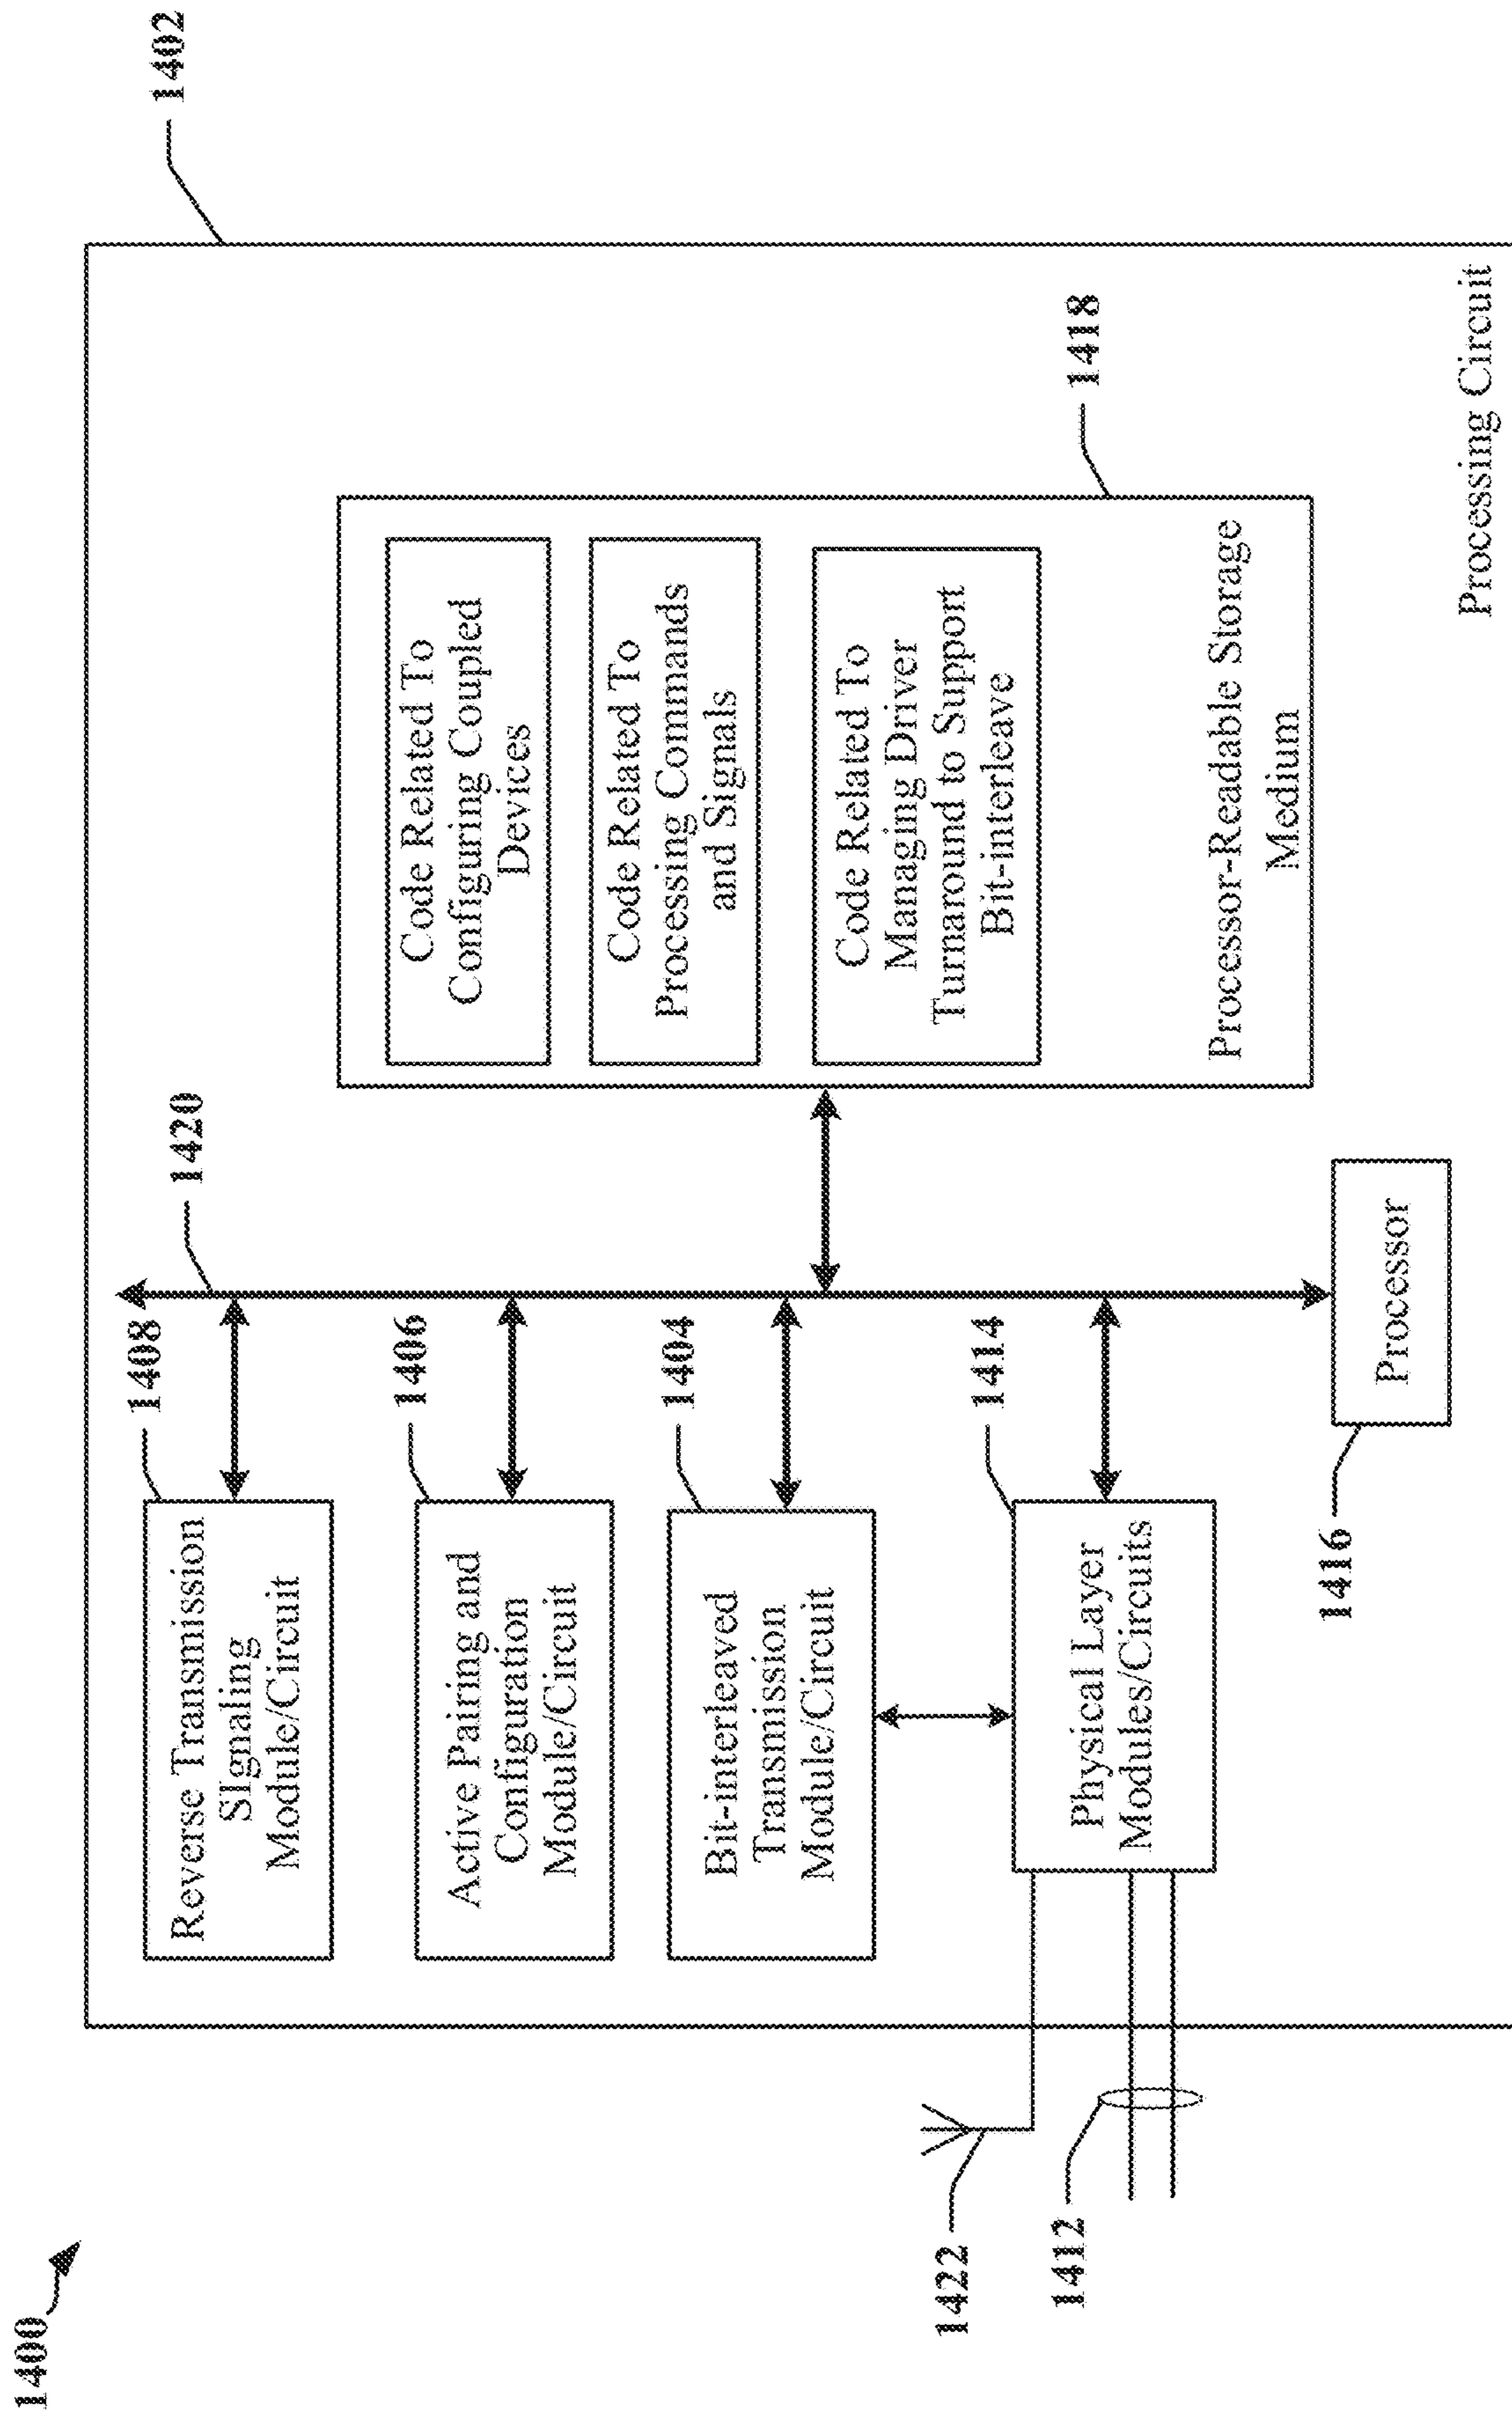 1400
1402
1420
1408
Reverse Transmission
SIgnaling
Module/Circuit
1406
Active Pairing and
Configuration
Module/Circuit
1404
Bit-interleaved
Transmission
Module/Circuit
1414
Physical Layer
Modules/Circuits
1422
1412
1416
Processor
1418
Code Related To
Configuring Coupled
Devices
Code Related To
Processing Commands
and Signals
Code Related To
Managing Driver
Turnaround to Support
Bit-interleave
Processor-Readable Storage
Medium
Processing Circuit